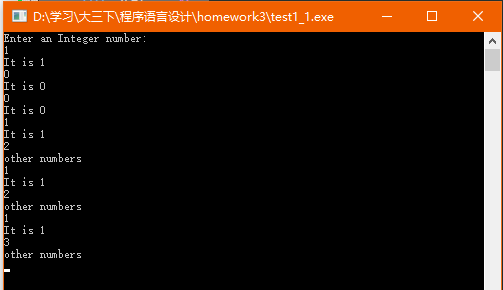 D:\学习\大三下\程序语言设计\homework3\test1_1.exe
Enter an Integer number:
1
It is 1
0
It is 0
0
It is 0
1
It is 1
2
other numbers
1
It is 1
2
other numbers
1
It is 1
3
other numbers